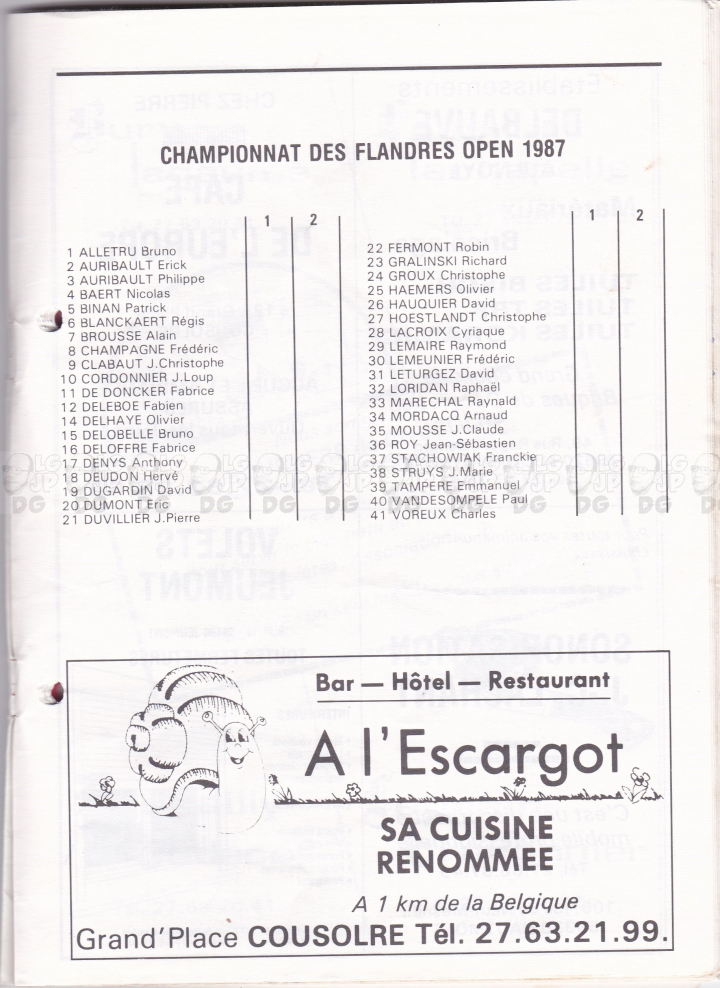 CHAMPIONNAT DES FLANDRES OPEN 1987
1 2
1 ALLETRU Bruno
2 AURIBAULT Erick
3 AURIBAULT Philippe
4 BAERT Nicolas
5 BINAN Patrick
6 BLANCKAERT Régis
7 BROUSSE Alain
8 CHAMPAGNE Frédéric
9 CLABAUT J.Christophe
10 CORDONNIER J.Loup
11 DE DONCKER Fabrice
12 DELEBOE Fabien
14 DELHAYE Olivier
15 DELOBELLE Bruno
16 DELOFFRE Fabrice
17 DENYS Anthony
18 DEUDON Hervé
19 DUGARDIN David
20 DUMONT Eric
21 DUVILLIER J.Pierre
1 2
22 FERMONT Robin
23 GRALINSKI Richard
24 GROUX Christophe
25 HAEMERS Olivier
26 HAUQUIER David
27 HOESTLANDT Christophe
28 LACROIX Cyriaque
29 LEMAIRE Raymond
30 LEMEUNIER Frédéric
31 LETURGEZ David
32 LORIDAN Raphaël
33 MARECHAL Raynald
34 MORDACQ Arnaud
35 MOUSSE J.Claude
36 ROY Jean-Sébastien
37 STACHOWIAK Franckie
38 STRUYS J.Marie
39 TAMPERE Emmanuel
40 VANDESOMPELE Paul
41 VOREUX Charles
Bar — Hôtel — Restaurant
A l'Escargot
SA CUISINE
RENOMMEE
A 1 km de la Belgique
Grand'Place COUSOLRE Tél. 27.63.21.99.